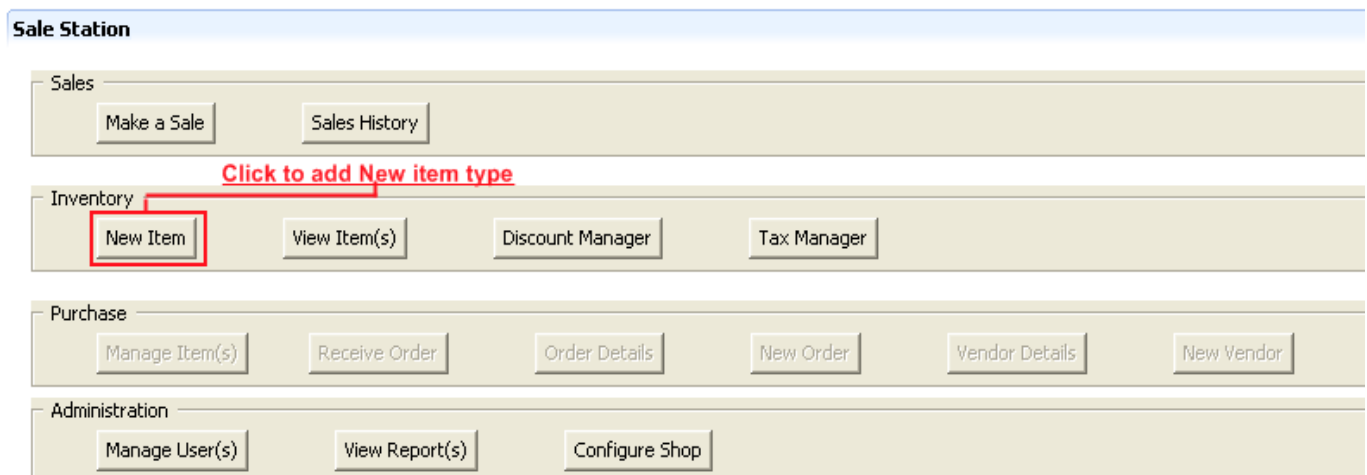 Sale Station
Sales
Make a Sale Sales History
Click to add New item type
Inventory
New Item View Item(s) Discount Manager Tax Manager
Purchase
Manage Item(s) Receive Order Order Details New Order Vendor Details New Vendor
Administration
Manage User(s) View Report(s) Configure Shop